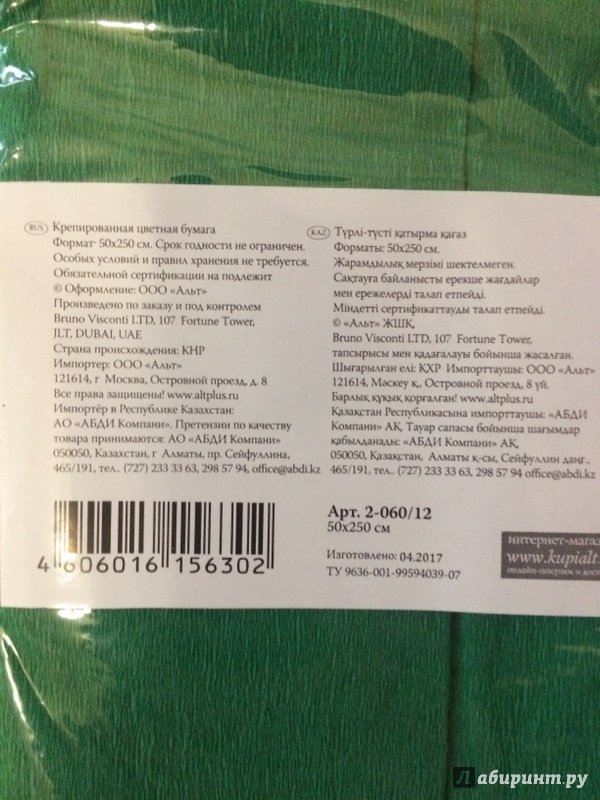 RUS Крепированная цветная бумага
Формат 50x250 см. Срок годности не ограничен.
Особых условий и правил хранения не требуется.
Обязательной сертификации на подлежит
© Оформление: ООО «Альт»
Произведено по заказу и под контролем
Bruno Visconti LTD, 107 Fortune Tower,
JLT, DUBAI, UAE
Страна происхождения: КНР
Импортер: ООО «Альт»
121614, г Москва, Островной проезд, д. 8
Все права защищены! www.altplus.ru
Импортёр в Республике Казахстан:
АО «АБДИ Компани». Претензии по качеству
товара принимаются: АО «АБДИ Компани»
050050, Казахстан, г Алматы, пр. Сейфуллина,
465/191, тел.. (727) 233 33 63, 298 57 94, office@abdi.kz
KAZ Түрлі-түсті қатырма қағаз
Форматы: 50x250 см.
Жарамдылық мерзімі шектелмеген.
Сақтауға байланысты ерекше жағдайлар
мен ережелерді талап етпейді.
Міндетті сертификаттауды талап етпейді.
© «Альт» ЖШҚ,
Bruno Visconti LTD, 107 Fortune Tower,
тапсырысы мен қадағалауы бойынша жасалған.
Шығарылған елі: ҚХР Импорттаушы: ООО «Альт»
121614, Мәскеу қ., Островной проезд, 8 үй.
Барлық құқық қорғалған! www.altplus.ru
Қазақстан Республикасына импорттаушы: «АБДИ
Компани» АҚ, Тауар сапасы бойынша шағымдар
қабылданады: «АБДИ Компани» АҚ,
050050, Қазақстан, Алматы қ-сы, Сейфуллин даңғ.,
465/191, тел.. (727) 233 33 63, 298 57 94 office@abdi.kz
4 606016 156302
Арт. 2-060/12
50x250 см
Изготовлено: 04.2017
ТУ 9636-001-99594039-07
интернет-мага
www.kupialt.
онлайн-покупки и дос
Лабиринт.ру